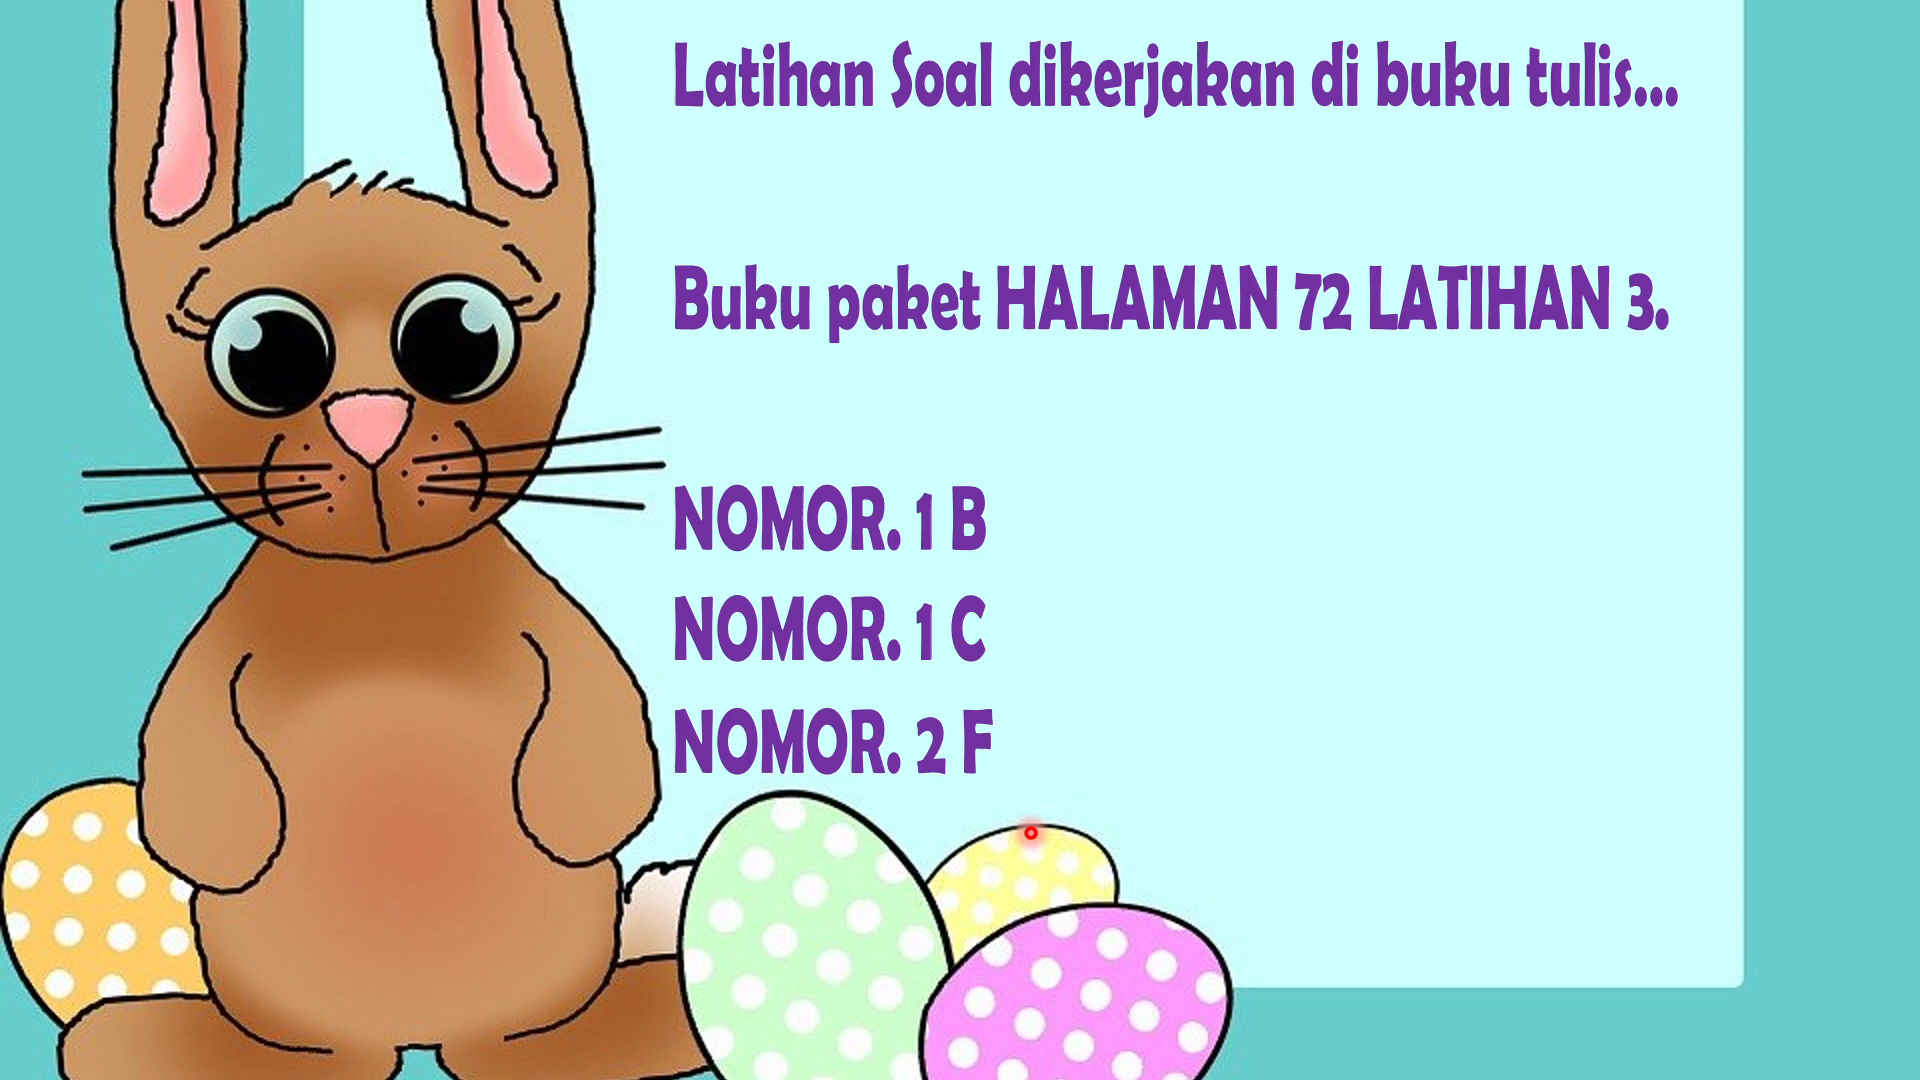 Latihan Soal dikerjakan di buku tulis...
Buku paket HALAMAN 72 LATIHAN 3.
NOMOR. 1 B
NOMOR. 1 C
NOMOR. 2 F